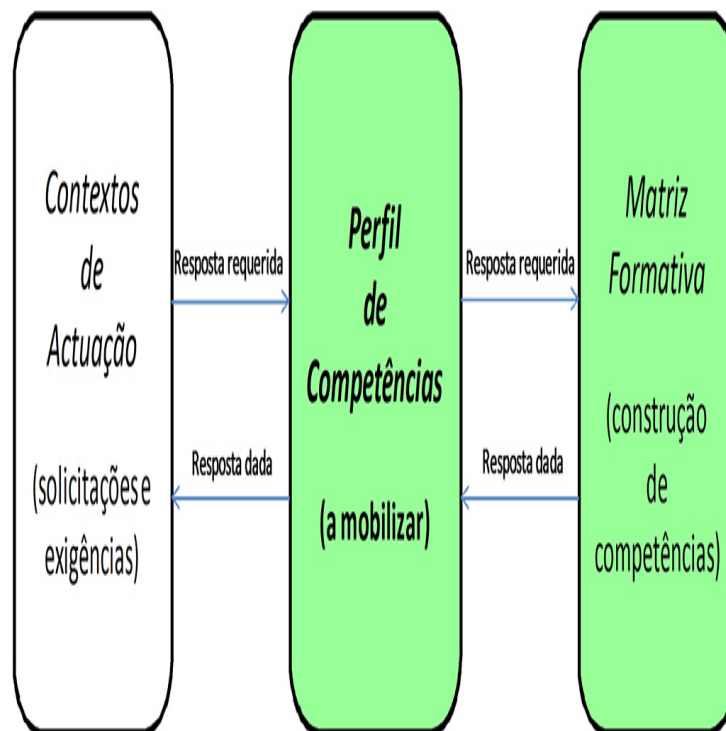 Contextos
de
Actuação
(solicitações e
exigências)
Resposta requerida
Resposta dada
Perfil
de
Competências
(a mobilizar)
Resposta requerida
Resposta dada
Matriz
Formativa
(construção
de
competências)